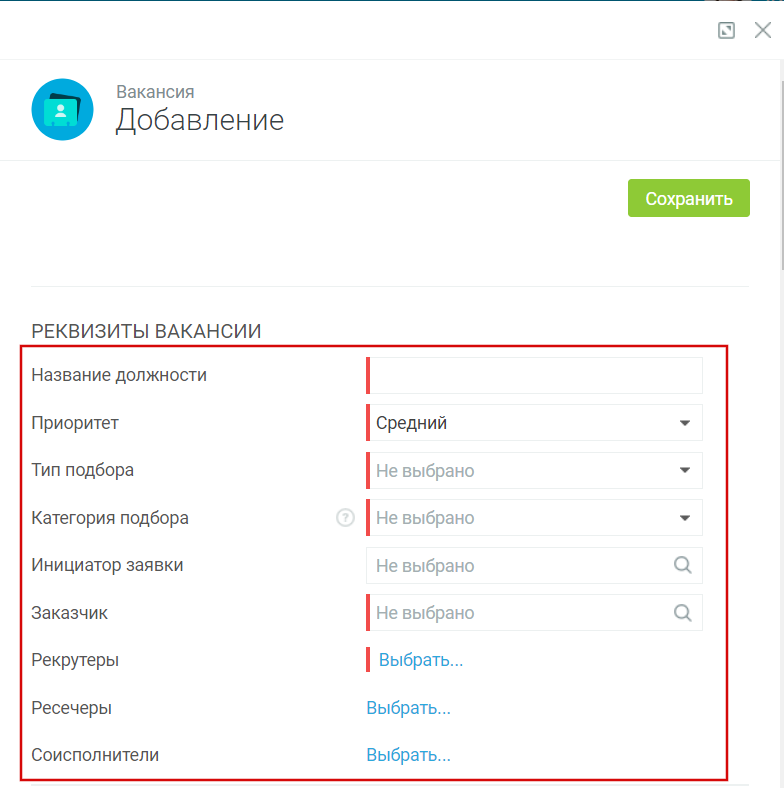 Вакансия
Добавление
Сохранить
РЕКВИЗИТЫ ВАКАНСИИ
Название должности
Приоритет Средний
Тип подбора Не выбрано
Категория подбора ? Не выбрано
Инициатор заявки Не выбрано
Заказчик Не выбрано
Рекрутеры Выбрать...
Ресечеры Выбрать...
Соисполнители Выбрать...